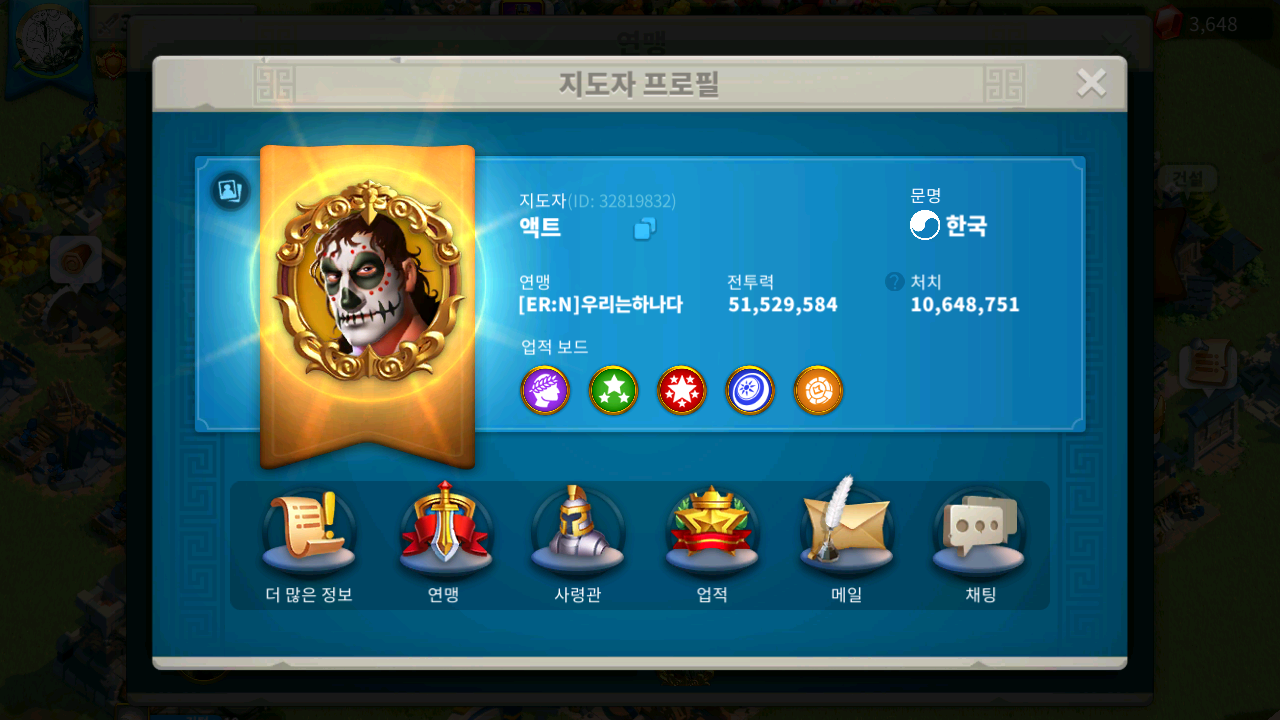 연맹
3,648
지도자 프로필
건설
지도자(ID: 32819832)
액트
문명
한국
연맹
[ER:N]우리는하나다
전투력
51,529,584
? 처치
10,648,751
업적 보드
더 많은 정보
연맹
사령관
업적
메일
채팅